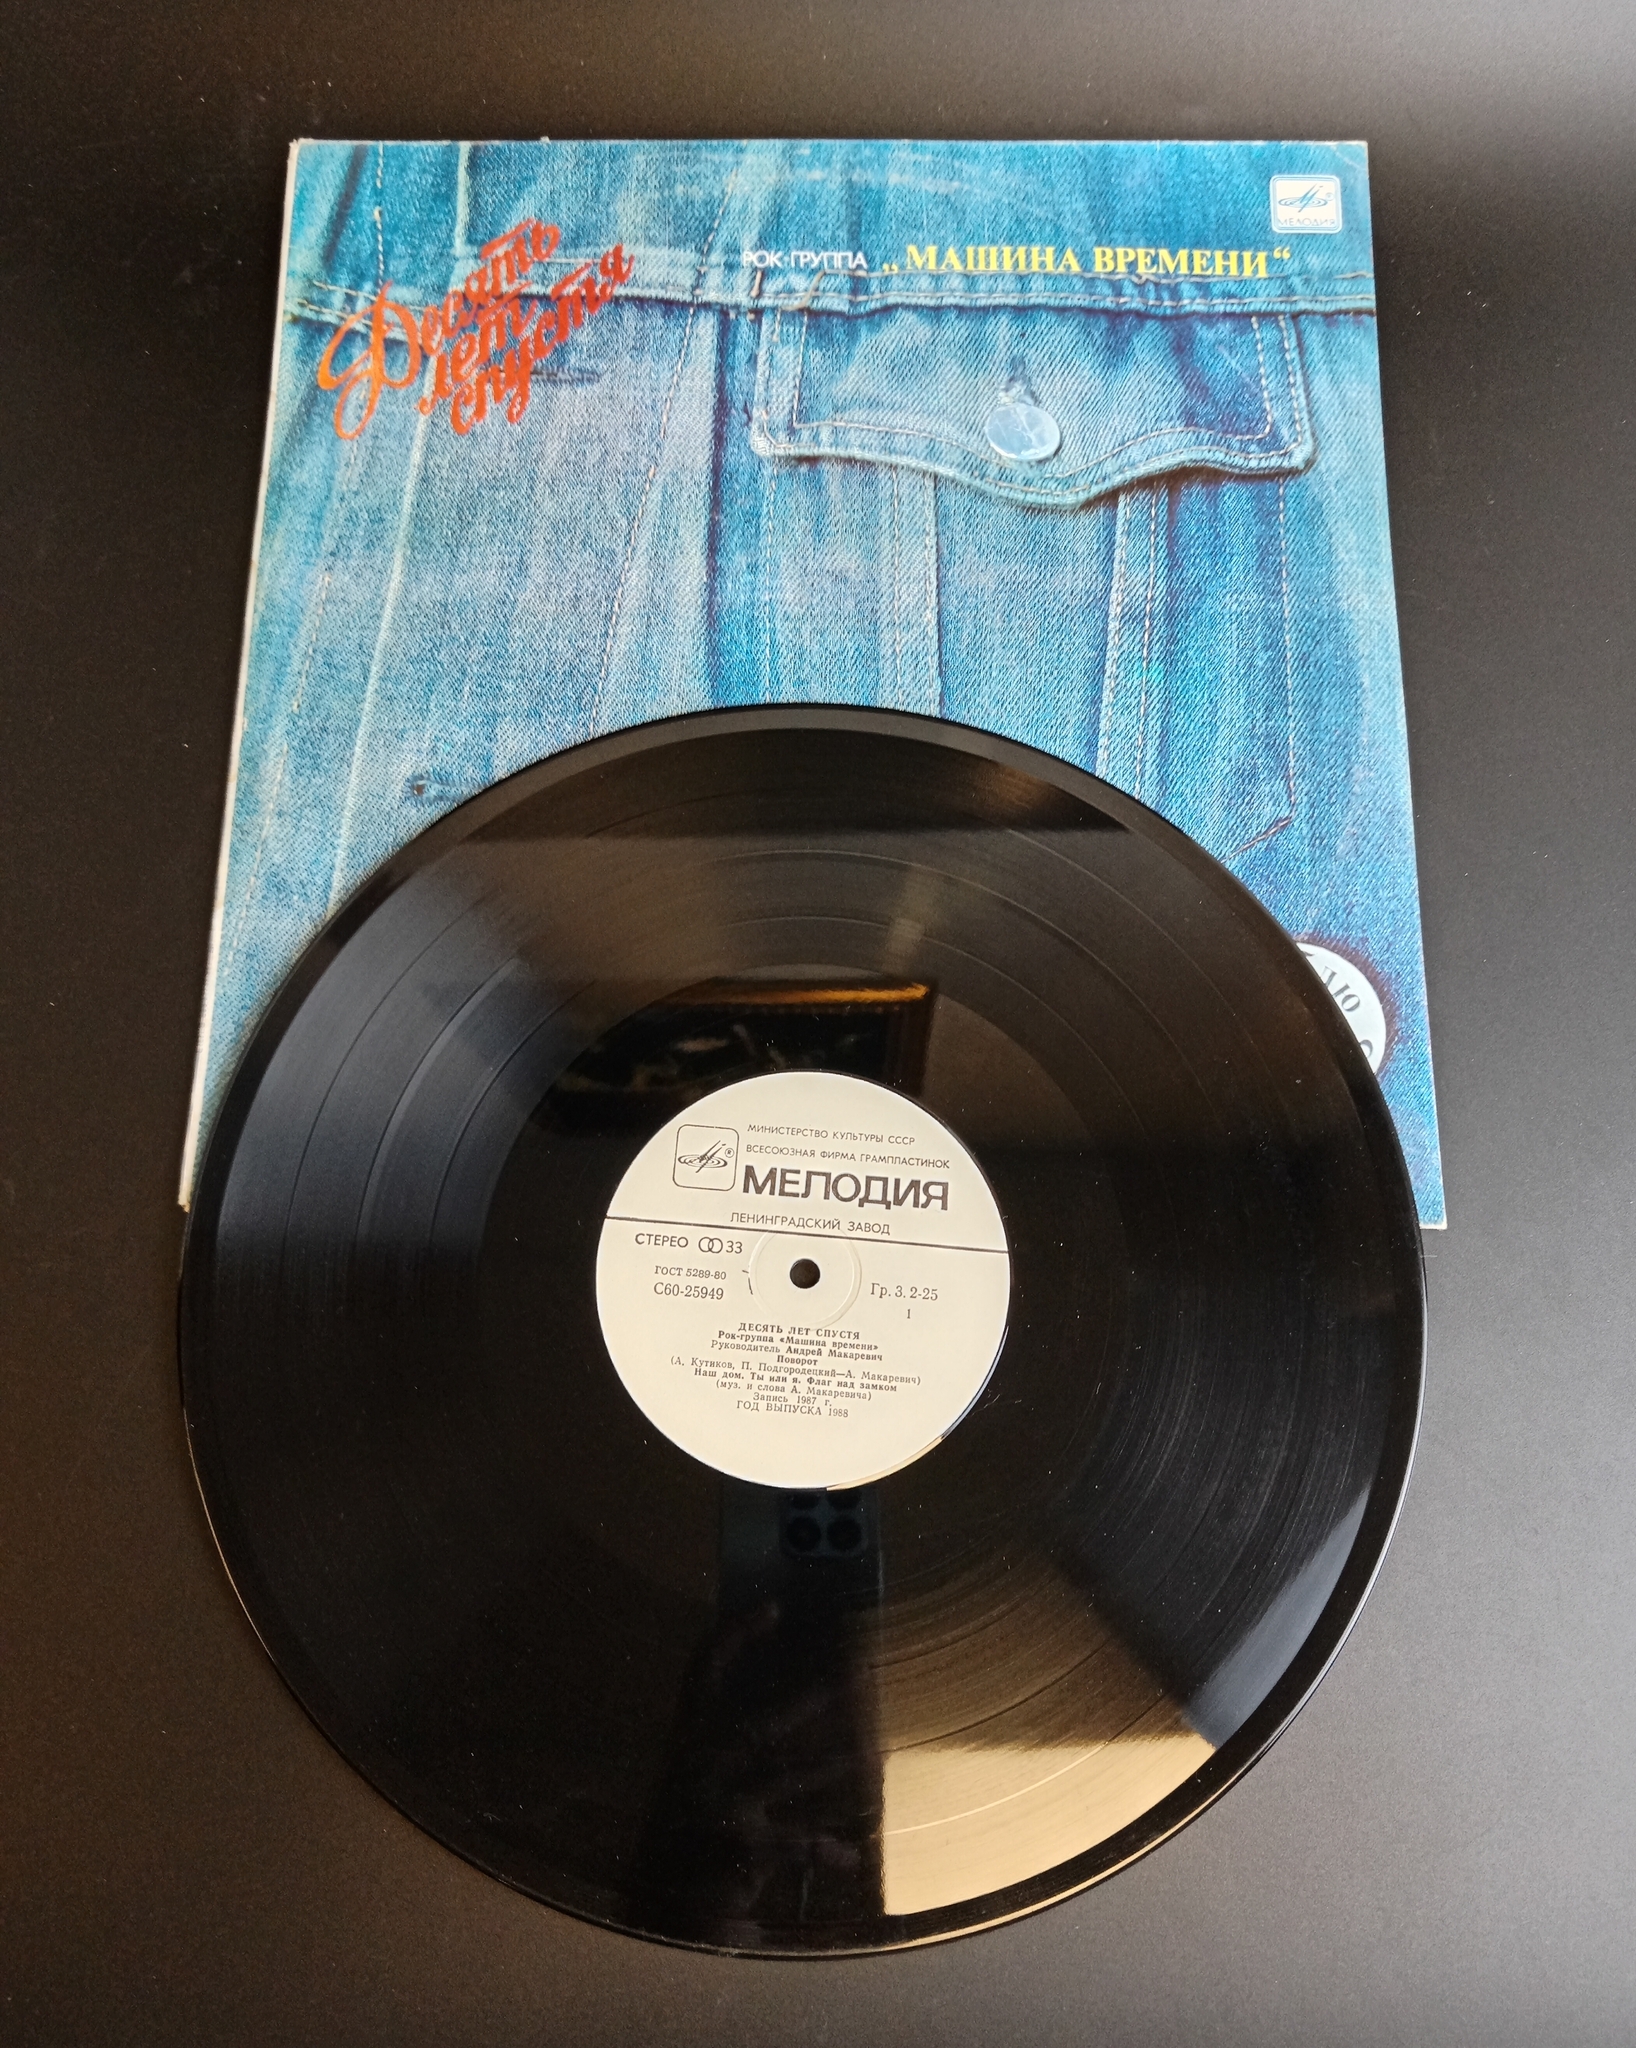 МЕЛОДИЯ
РОК·ГРУППА „МАШИНА ВРЕМЕНИ“
Десять
лет
спустя
МИНИСТЕРСТВО КУЛЬТУРЫ СССР
ВСЕСОЮЗНАЯ ФИРМА ГРАМПЛАСТИНОК
МЕЛОДИЯ
ЛЕНИНГРАДСКИЙ ЗАВОД
СТЕРЕО 33
ГОСТ 5289-80
С60-25949
Гр. 3. 2-25
1
ДЕСЯТЬ ЛЕТ СПУСТЯ
Рок-группа «Машина времени»
Руководитель Андрей Макаревич
Поворот
(А. Кутиков, П. Подгородецкий—А. Макаревич)
Наш дом. Ты или я. Флаг над замком
(муз. и слова А. Макаревича)
Запись 1987 г.
ГОД ВЫПУСКА 1988